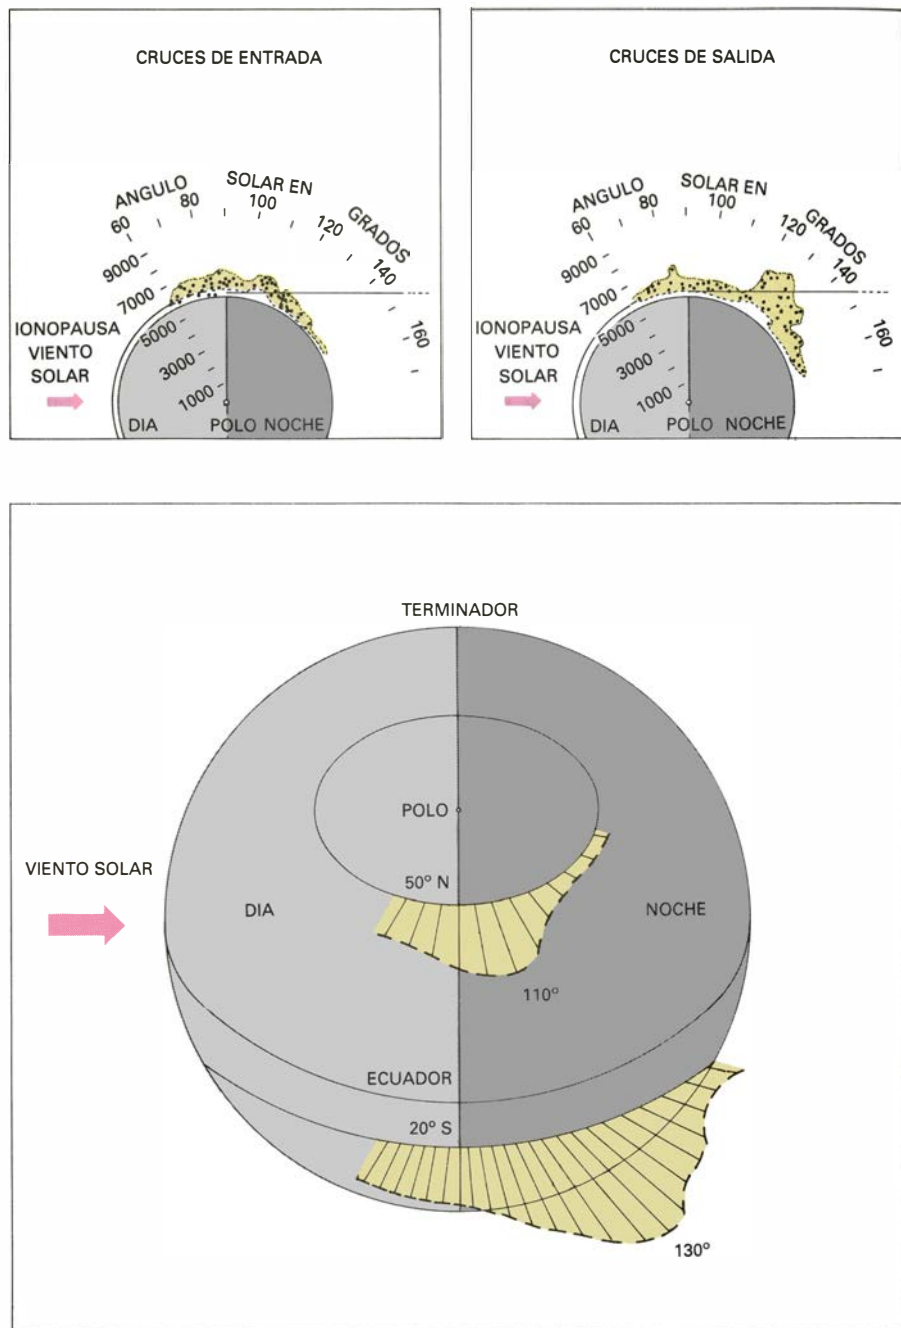 CRUCES DE ENTRADA
ANGULO
SOLAR EN
GRADOS
60
80
100
120
140
160
9000
7000
5000
3000
1000
IONOPAUSA
VIENTO
SOLAR
DIA
POLO
NOCHE
CRUCES DE SALIDA
ANGULO
SOLAR EN
GRADOS
60
80
100
120
140
160
9000
7000
5000
3000
1000
IONOPAUSA
VIENTO
SOLAR
DIA
POLO
NOCHE
TERMINADOR
POLO
VIENTO SOLAR
50° N
DIA
NOCHE
110°
ECUADOR
20° S
130°